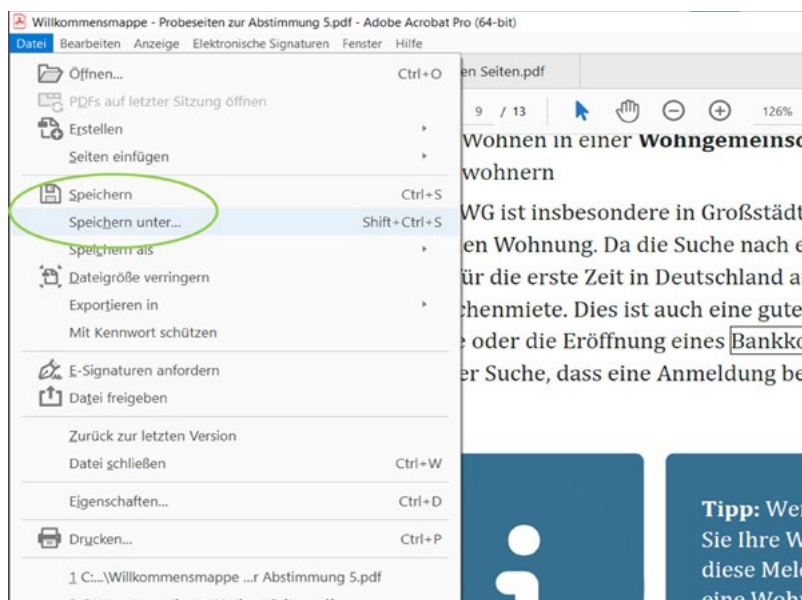 Willkommensmappe - Probeseiten zur Abstimmung 5.pdf - Adobe Acrobat Pro (64-bit)
Datei Bearbeiten Anzeige Elektronische Signaturen Fenster Hilfe
Öffnen... Ctrl+O
PDFs auf letzter Sitzung öffnen
Erstellen
Seiten einfügen
Speichern Ctrl+S
Speichern unter... Shift+Ctrl+S
Speichern als
Dateigröße verringern
Exportieren in
Mit Kennwort schützen
E-Signaturen anfordern
Datei freigeben
Zurück zur letzten Version
Datei schließen Ctrl+W
Eigenschaften... Ctrl+D
Drucken... Ctrl+P
1 C:...\Willkommensmappe ...r Abstimmung 5.pdf
en Seiten.pdf
9 / 13 126%
Wohnen in einer Wohngemeinsc
wohnern
WG ist insbesondere in Großstädt
en Wohnung. Da die Suche nach e
ür die erste Zeit in Deutschland a
chenmiete. Dies ist auch eine gute
e oder die Eröffnung eines Bankko
er Suche, dass eine Anmeldung be
Tipp: Wer
Sie Ihre W
diese Mel
eine Woh